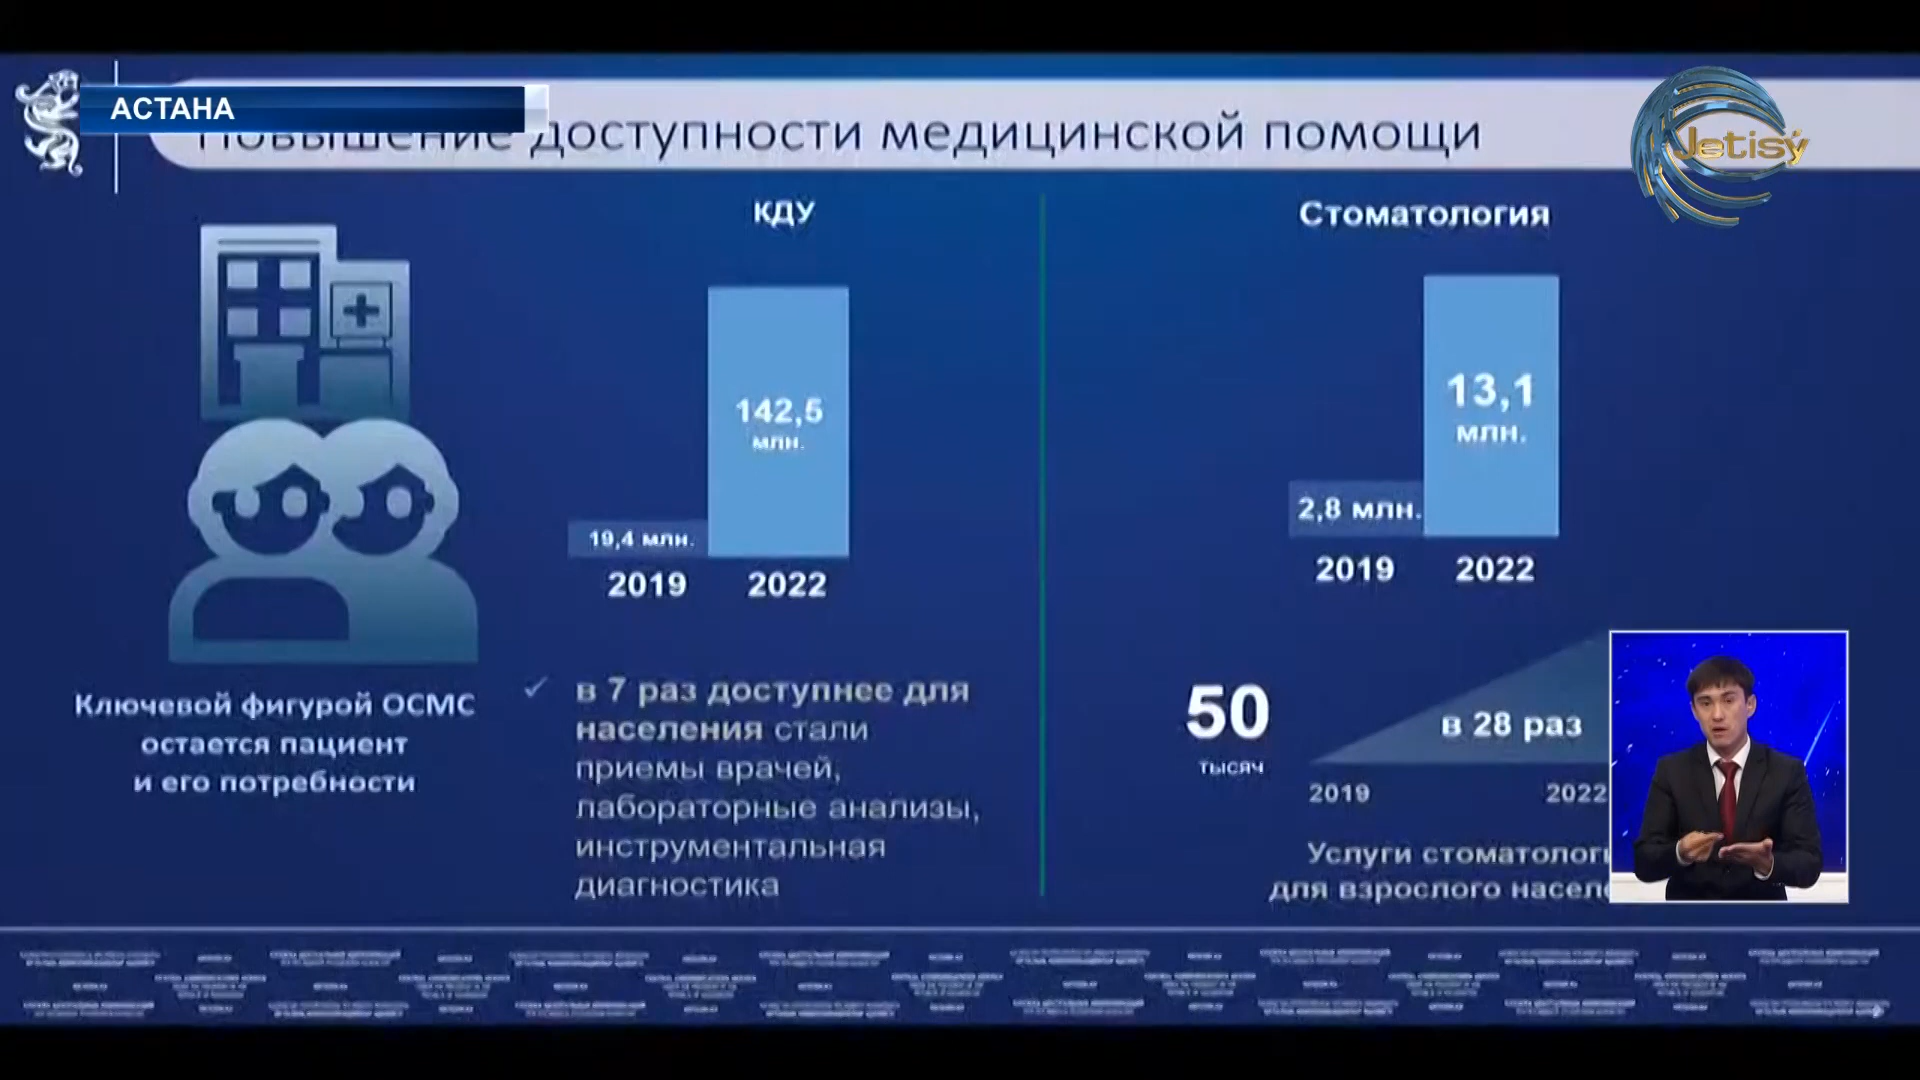 АСТАНА
Повышение доступности медицинской помощи
Jetisý
КДУ
142,5
млн.
19,4 млн.
2019 2022
Стоматология
13,1
млн.
2,8 млн.
2019 2022
Ключевой фигурой ОСМС
остается пациент
и его потребности
✓ в 7 раз доступнее для
населения стали
приемы врачей,
лабораторные анализы,
инструментальная
диагностика
50
тысяч
в 28 раз
2019 2022
Услуги
для взрослого